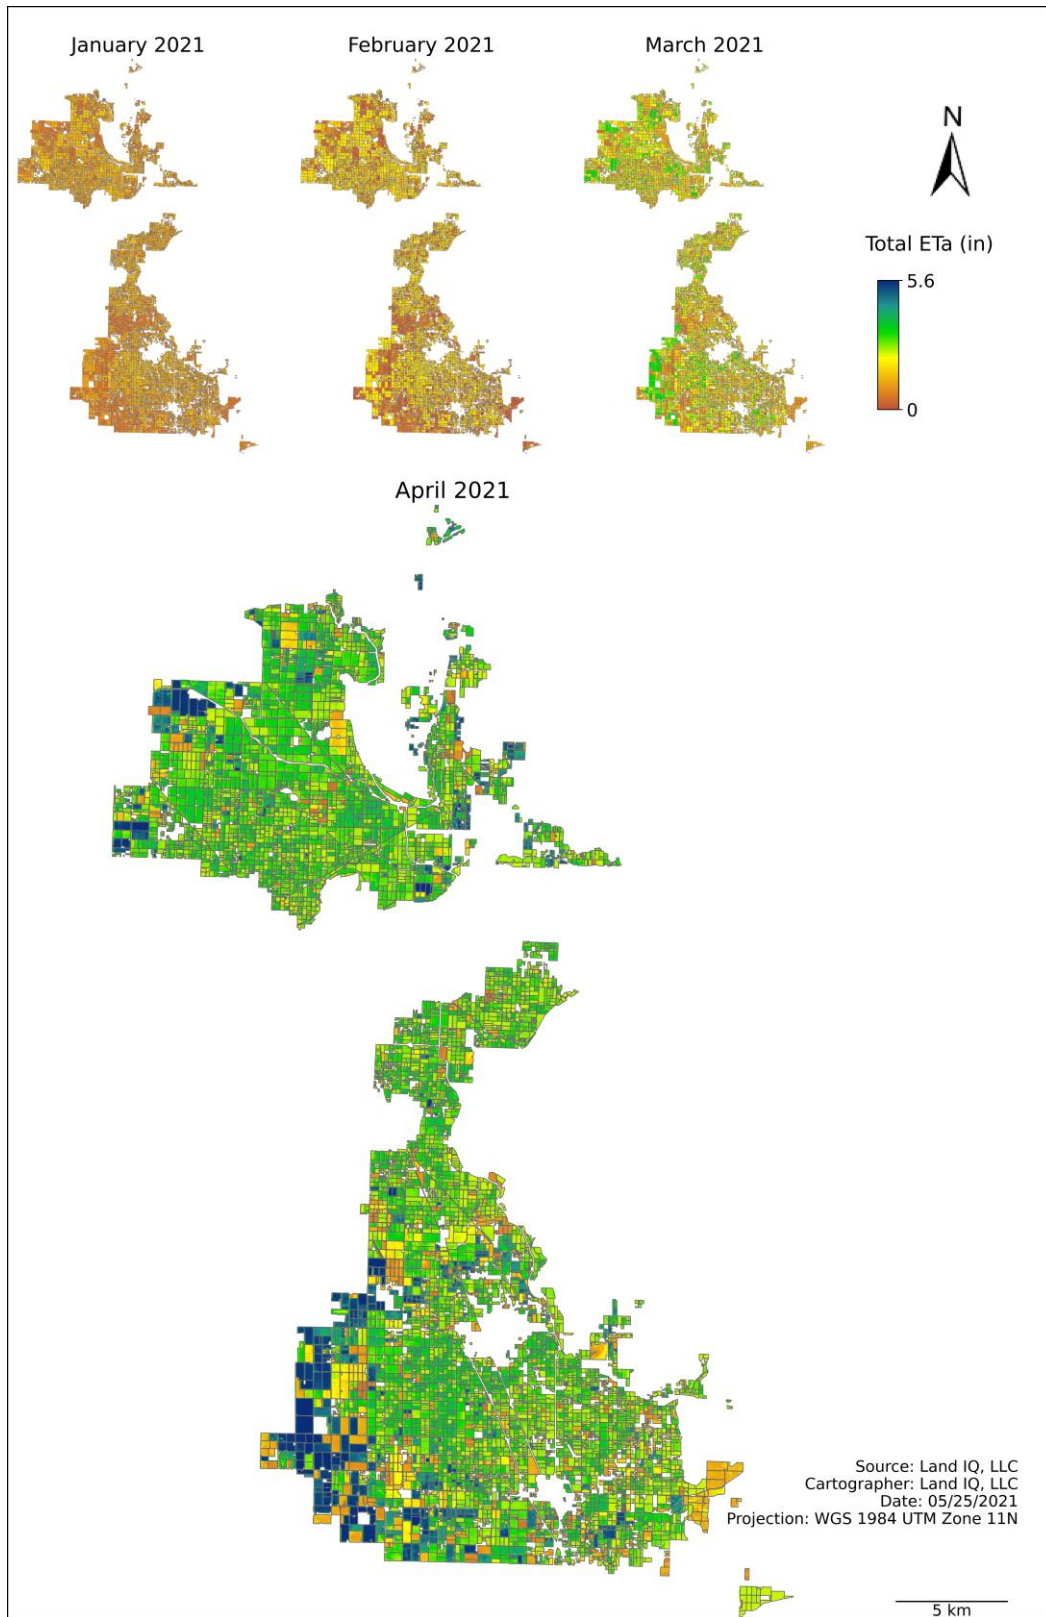 January 2021
February 2021
March 2021
N
Total ETa (in)
5.6
0
April 2021
Source: Land IQ, LLC
Cartographer: Land IQ, LLC
Date: 05/25/2021
Projection: WGS 1984 UTM Zone 11N
5 km